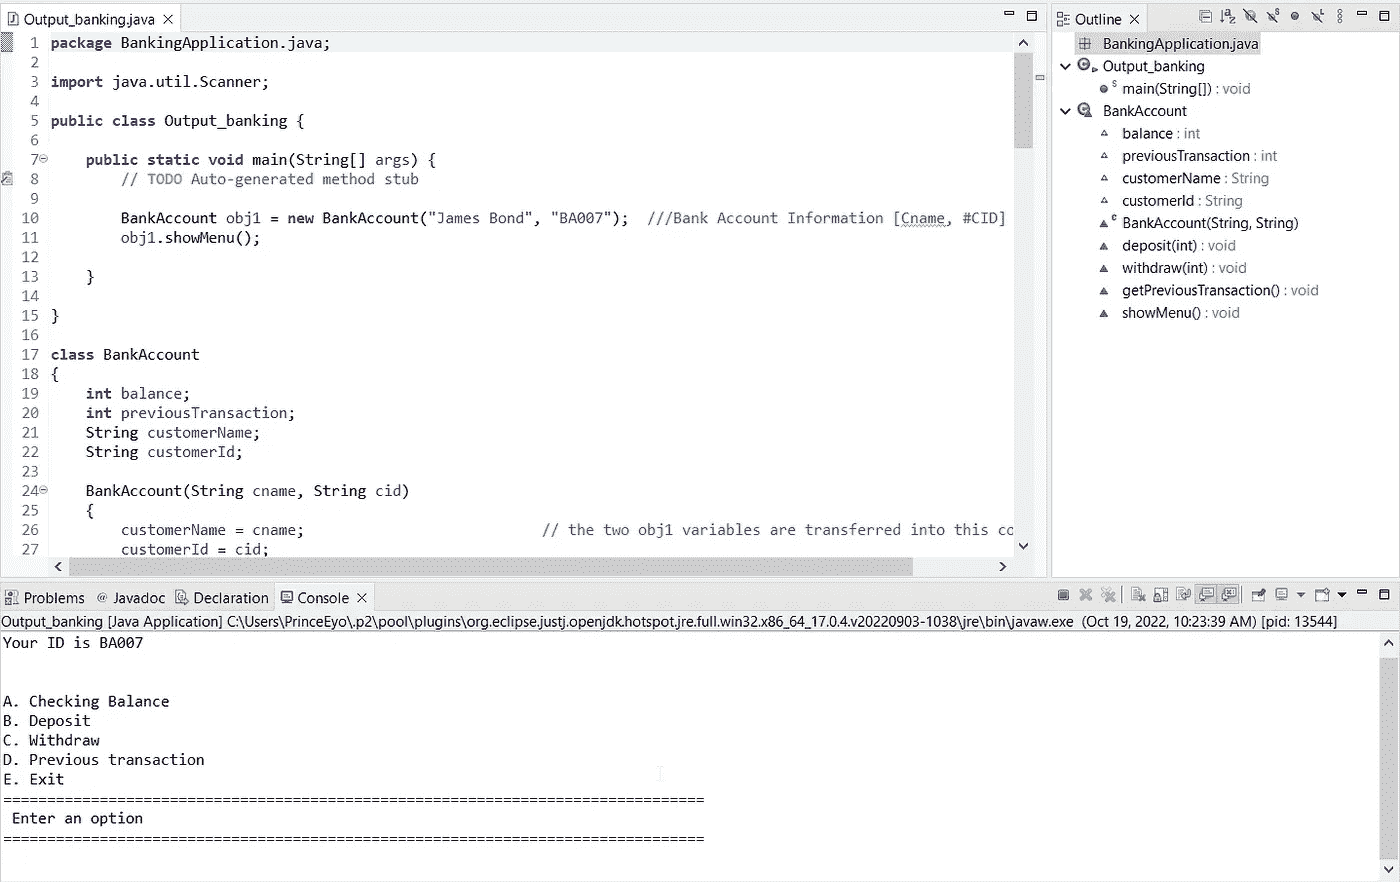 Output_banking.java
1 package BankingApplication.java;
2
3 import java.util.Scanner;
4
5 public class Output_banking {
6
7 public static void main(String[] args) {
8 // TODO Auto-generated method stub
9
10 BankAccount obj1 = new BankAccount("James Bond", "BA007"); ///Bank Account Information [Cname, #CID]
11 obj1.showMenu();
12
13 }
14
15 }
16
17 class BankAccount
18 {
19 int balance;
20 int previousTransaction;
21 String customerName;
22 String customerId;
23
24 BankAccount(String cname, String cid)
25 {
26 customerName = cname; // the two obj1 variables are transferred into this co
27 customerId = cid;
Outline
BankingApplication.java
Output_banking
main(String[]) : void
BankAccount
balance : int
previousTransaction : int
customerName : String
customerId : String
BankAccount(String, String)
deposit(int) : void
withdraw(int) : void
getPreviousTransaction() : void
showMenu() : void
Problems @ Javadoc Declaration Console
Output_banking [Java Application] C:\Users\PrinceEyo\.p2\pool\plugins\org.eclipse.justj.openjdk.hotspot.jre.full.win32.x86_64_17.0.4.v20220903-1038\jre\bin\javaw.exe (Oct 19, 2022, 10:23:39 AM) [pid: 13544]
Your ID is BA007
A. Checking Balance
B. Deposit
C. Withdraw
D. Previous transaction
E. Exit
================================================================================
Enter an option
================================================================================